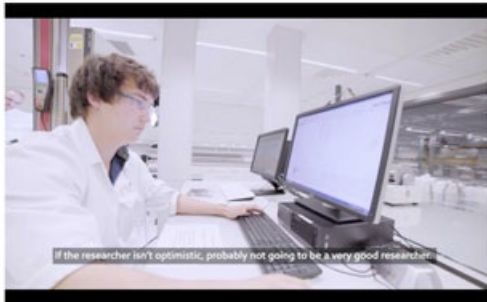 If the researcher isn't optimistic, probably not going to be a very good researcher.